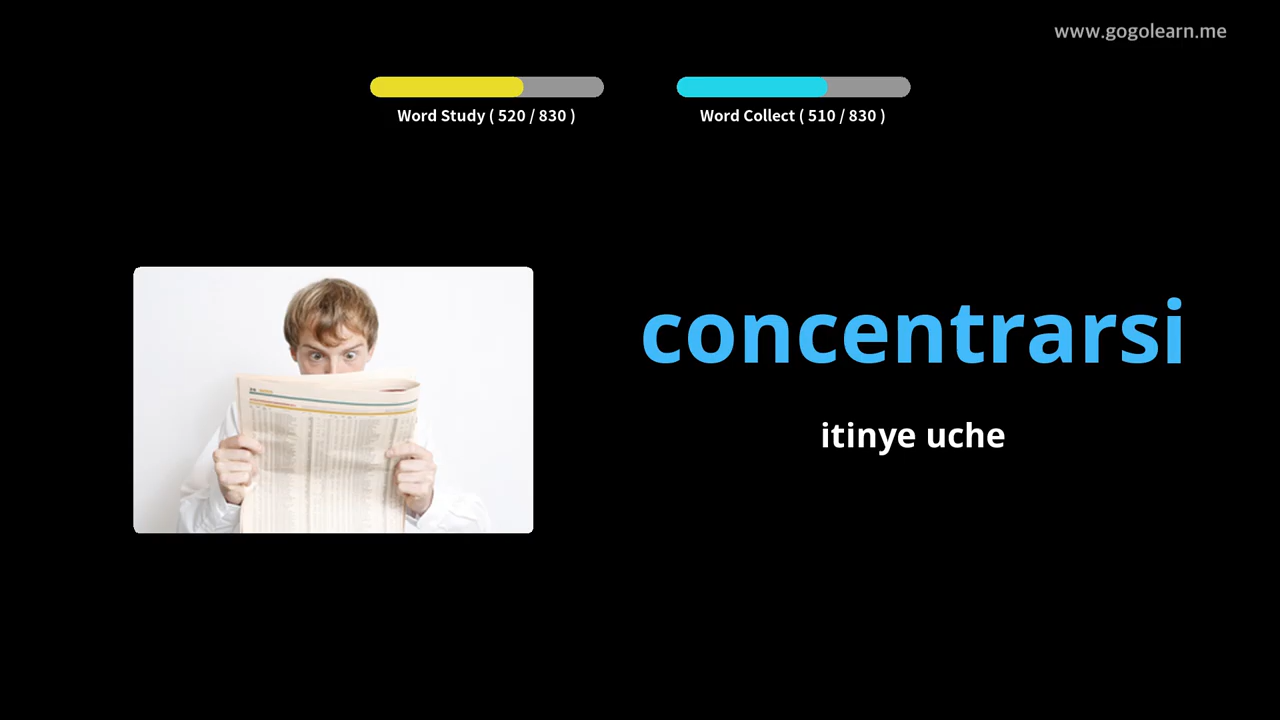 www.gogolearn.me
Word Study ( 520 / 830 )
Word Collect ( 510 / 830 )
concentrarsi
itinye uche